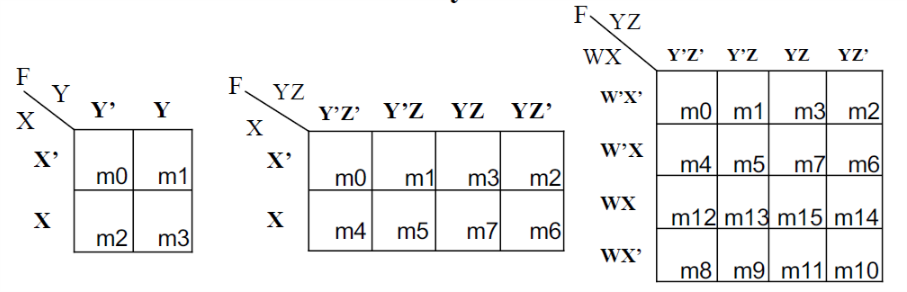 F Y
X Y' Y
X' m0 m1
X m2 m3
F YZ
X Y'Z' Y'Z YZ YZ'
X' m0 m1 m3 m2
X m4 m5 m7 m6
F YZ
WX Y'Z' Y'Z YZ YZ'
W'X' m0 m1 m3 m2
W'X m4 m5 m7 m6
WX m12 m13 m15 m14
WX' m8 m9 m11 m10